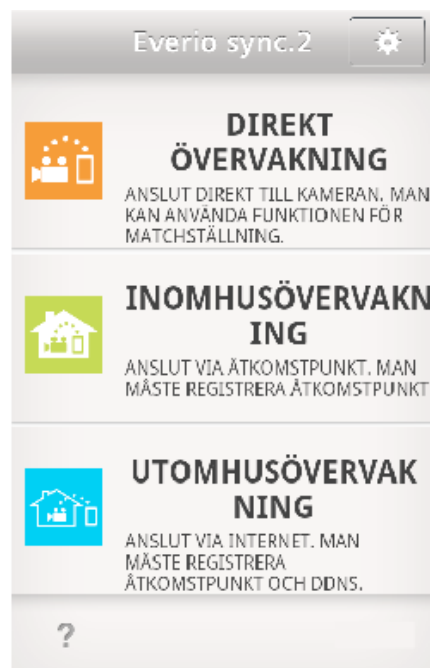 Everio sync.2
DIREKT
ÖVERVAKNING
ANSLUT DIREKT TILL KAMERAN. MAN
KAN ANVÄNDA FUNKTIONEN FÖR
MATCHSTÄLLNING.
INOMHUSÖVERVAKN
ING
ANSLUT VIA ÅTKOMSTPUNKT. MAN
MÅSTE REGISTRERA ÅTKOMSTPUNKT
UTOMHUSÖVERVAK
NING
ANSLUT VIA INTERNET. MAN
MÅSTE REGISTRERA
ÅTKOMSTPUNKT OCH DDNS.
?